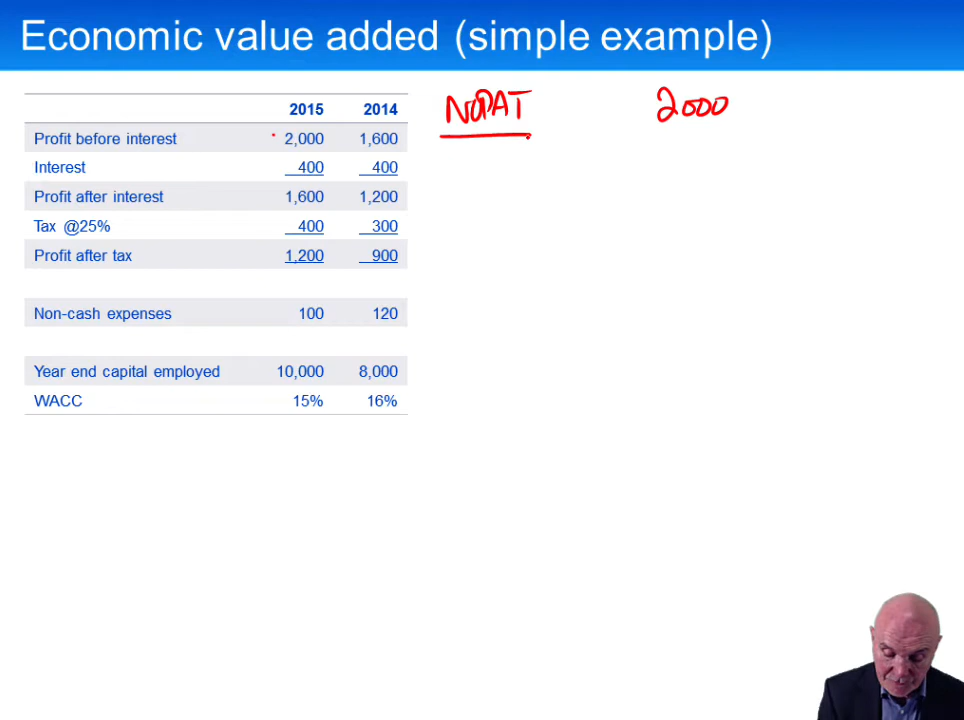 Economic value added (simple example)
2015 2014 NOPAT 2000
Profit before interest 2,000 1,600
Interest 400 400
Profit after interest 1,600 1,200
Tax @25% 400 300
Profit after tax 1,200 900
Non-cash expenses 100 120
Year end capital employed 10,000 8,000
WACC 15% 16%